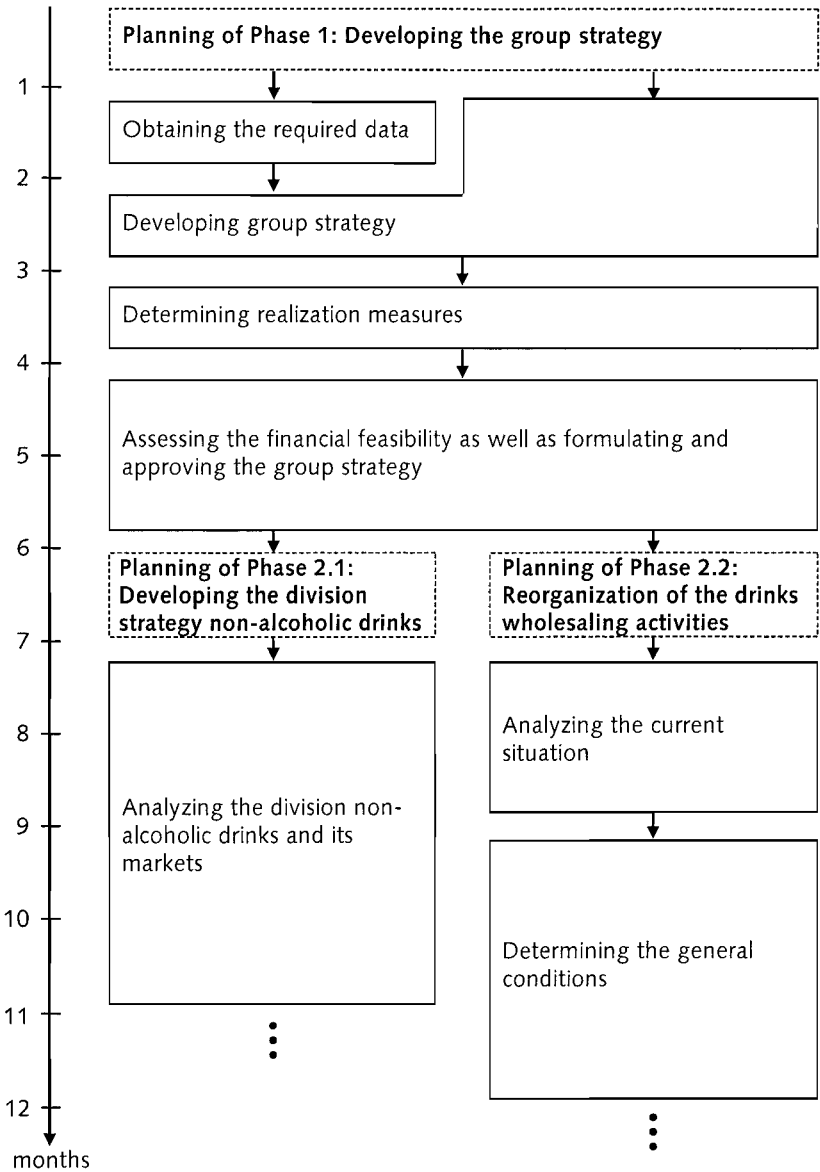 Planning of Phase 1: Developing the group strategy
1
Obtaining the required data
2
Developing group strategy
3
Determining realization measures
4
Assessing the financial feasibility as well as formulating and
approving the group strategy
5
6
Planning of Phase 2.1:
Developing the division
strategy non-alcoholic drinks
Planning of Phase 2.2:
Reorganization of the drinks
wholesaling activities
7
Analyzing the current
situation
8
Analyzing the division non-
alcoholic drinks and its
markets
9
10
Determining the general
conditions
11
12
months